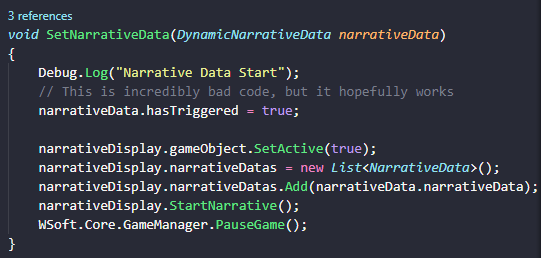 3 references
void SetNarrativeData(DynamicNarrativeData narrativeData)
{
Debug.Log("Narrative Data Start");
// This is incredibly bad code, but it hopefully works
narrativeData.hasTriggered = true;
narrativeDisplay.gameObject.SetActive(true);
narrativeDisplay.narrativeDatas = new List<NarrativeData>();
narrativeDisplay.narrativeDatas.Add(narrativeData.narrativeData);
narrativeDisplay.StartNarrative();
WSoft.Core.GameManager.PauseGame();
}